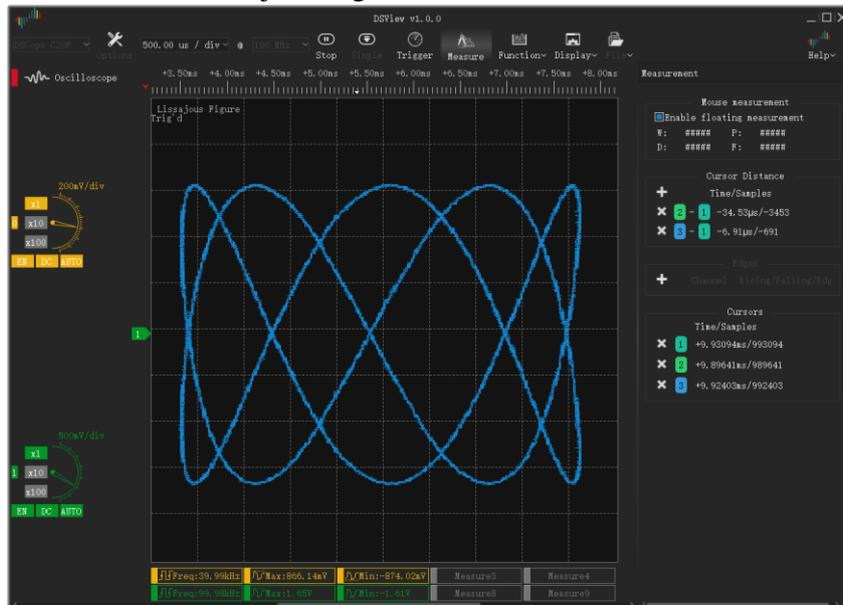 DSView v1.0.0
500.00 us / div
@
Options
Stop
Single
Trigger
Measure
Function
Display
File
Help
Oscilloscope
+3.50ms +4.00ms +4.50ms +5.00ms +5.50ms +6.00ms +6.50ms +7.00ms +7.50ms +8.00ms
Measurement
Lissajous Figure
Trig'd
Mouse measurement
Enable floating measurement
W: ##### P: #####
D: ##### F: #####
200mV/div
x1
0 x10
x100
EN DC AUTO
Cursor Distance
Time/Samples
2 - 1 -34.53μs/-3453
3 - 1 -6.91μs/-691
Edges
Channel Rising/Falling/Edg
1
Cursors
Time/Samples
1 +9.93094ms/993094
2 +9.89641ms/989641
3 +9.92403ms/992403
500mV/div
x1
1 x10
x100
EN DC AUTO
Freq:39.99kHz Max:866.14mV Min:-874.02mV Measure3 Measure4
Freq:99.98kHz Max:1.65V Min:-1.61V Measure8 Measure9